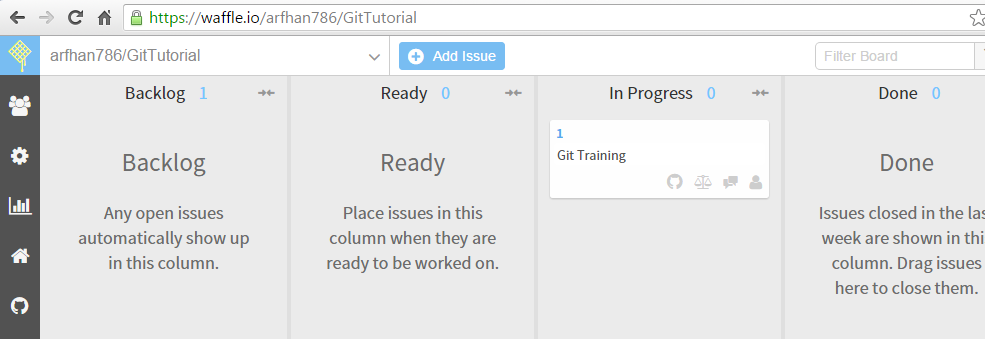 https://waffle.io/arfhan786/GitTutorial
arfhan786/GitTutorial
Add Issue
Filter Board
Backlog 1
Ready 0
In Progress 0
Done 0
Backlog
Any open issues
automatically show up
in this column.
Ready
Place issues in this
column when they are
ready to be worked on.
1
Git Training
Done
Issues closed in the las
week are shown in thi
column. Drag issues
here to close them.